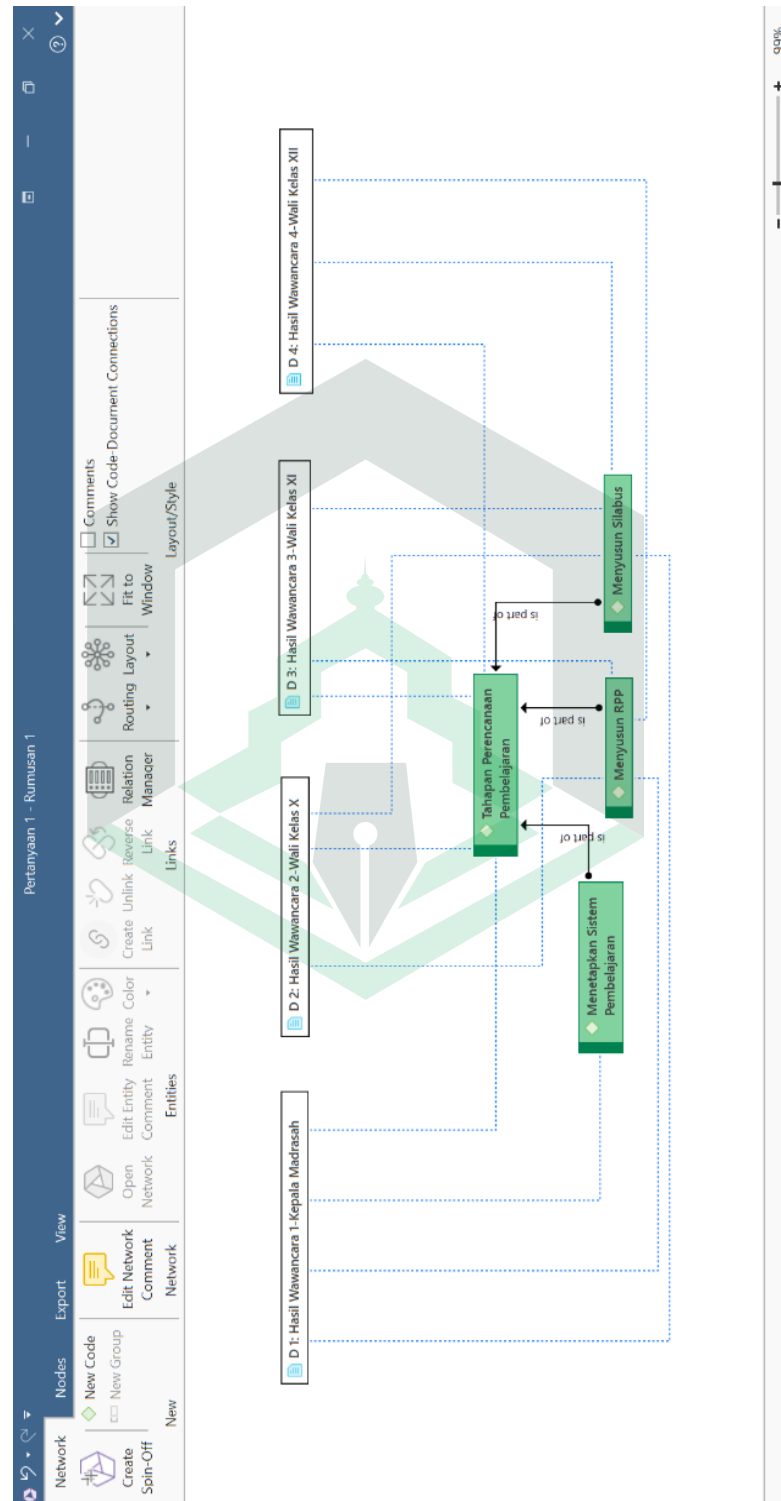 Pertanyaan 1 - Rumusan 1
Network Nodes Export View
Create
Spin-Off
New Code
New Group
New
Edit Network
Comment
Network
Open
Network
Edit Entity
Comment
Rename
Entity
Color
Entities
Create
Link
Unlink
Reverse
Link
Relation
Manager
Links
Routing
Layout
Fit to
Window
Comments
Show Code-Document Connections
Layout/Style
D 1: Hasil Wawancara 1-Kepala Madrasah
D 2: Hasil Wawancara 2-Wali Kelas X
D 3: Hasil Wawancara 3-Wali Kelas XI
D 4: Hasil Wawancara 4-Wali Kelas XII
Tahapan Perencanaan
Pembelajaran
is part of
is part of
is part of
Menetapkan Sistem
Pembelajaran
Menyusun RPP
Menyusun Silabus
99%